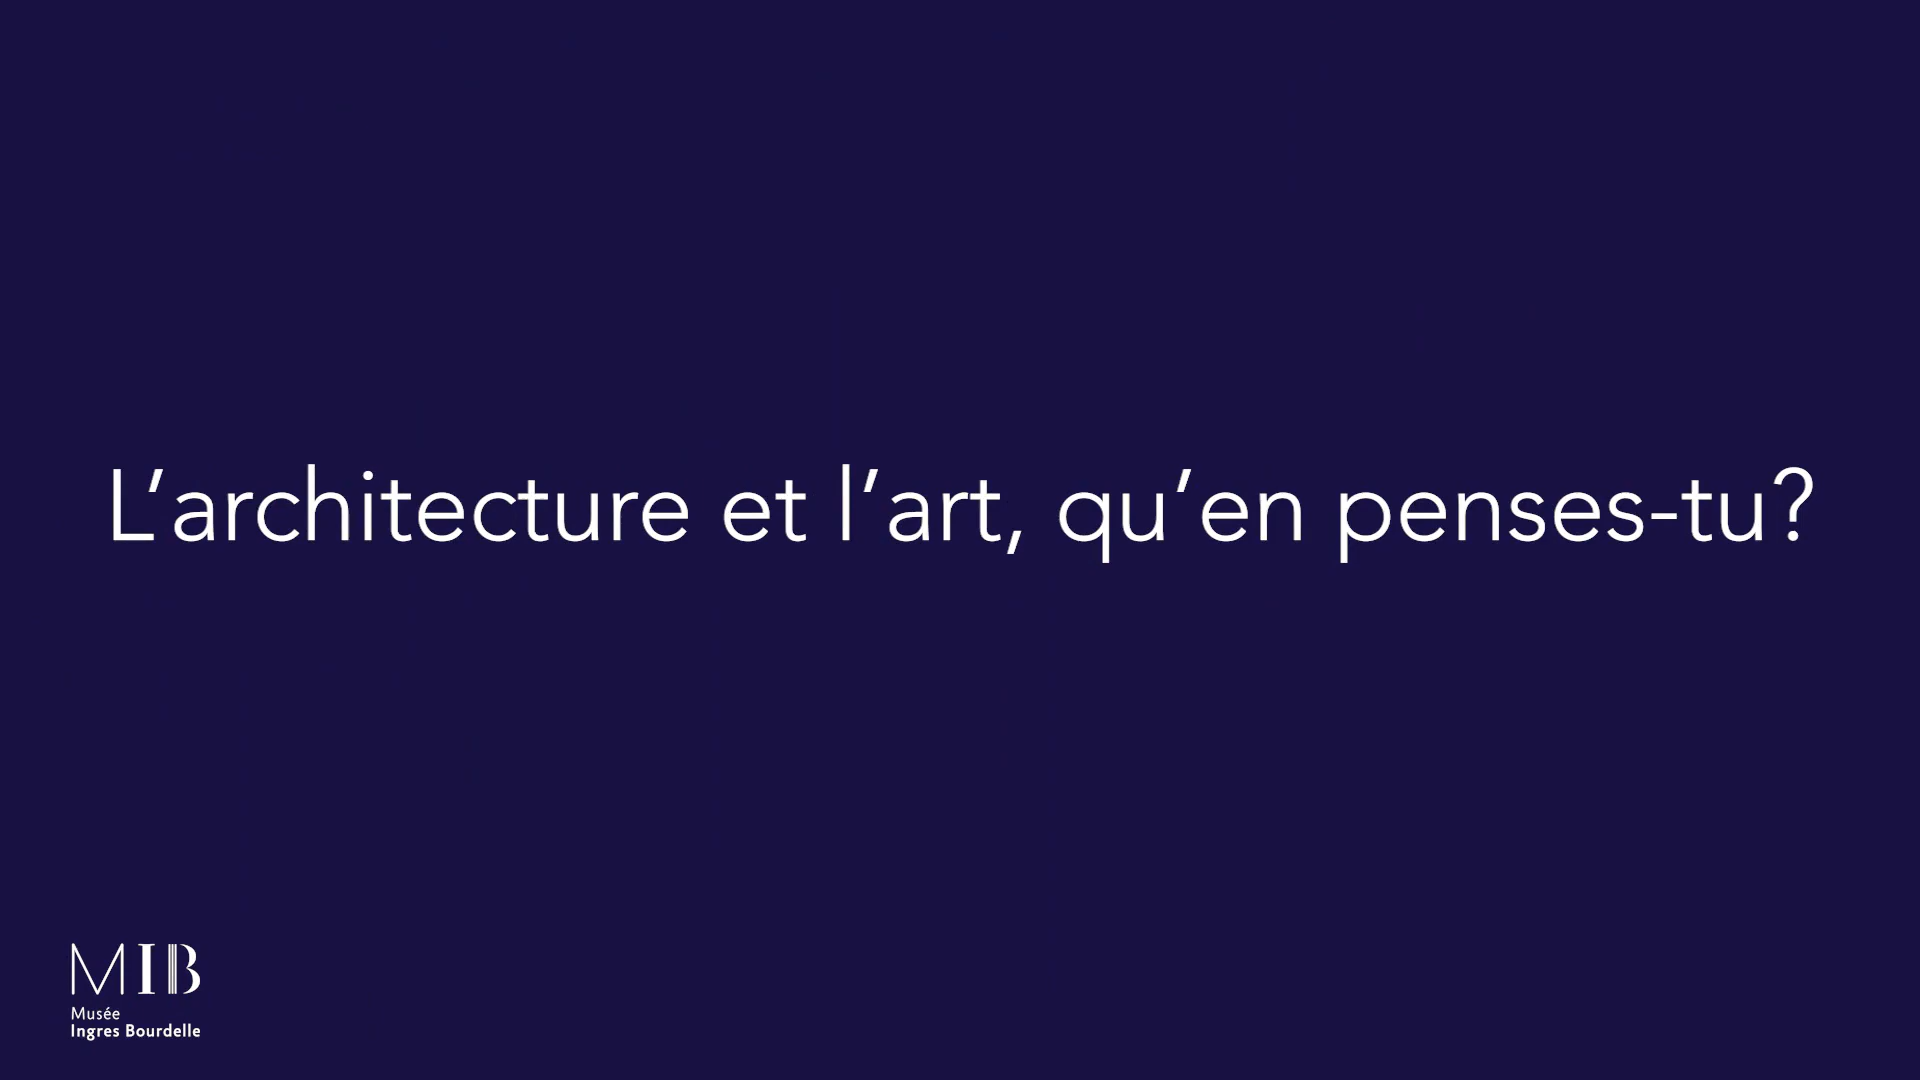 L’architecture et l’art, qu’en penses-tu?
MIB
Musée
Ingres Bourdelle